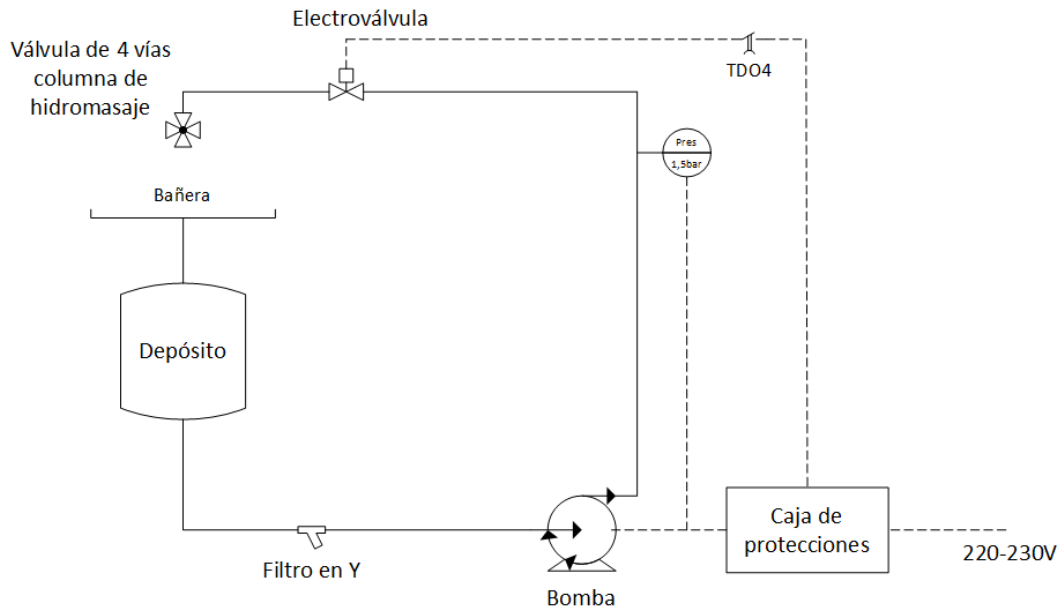 Electroválvula
Válvula de 4 vías
columna de
hidromasaje
TDO4
Pres
1,5bar
Bañera
Depósito
Caja de
protecciones
220-230V
Filtro en Y
Bomba